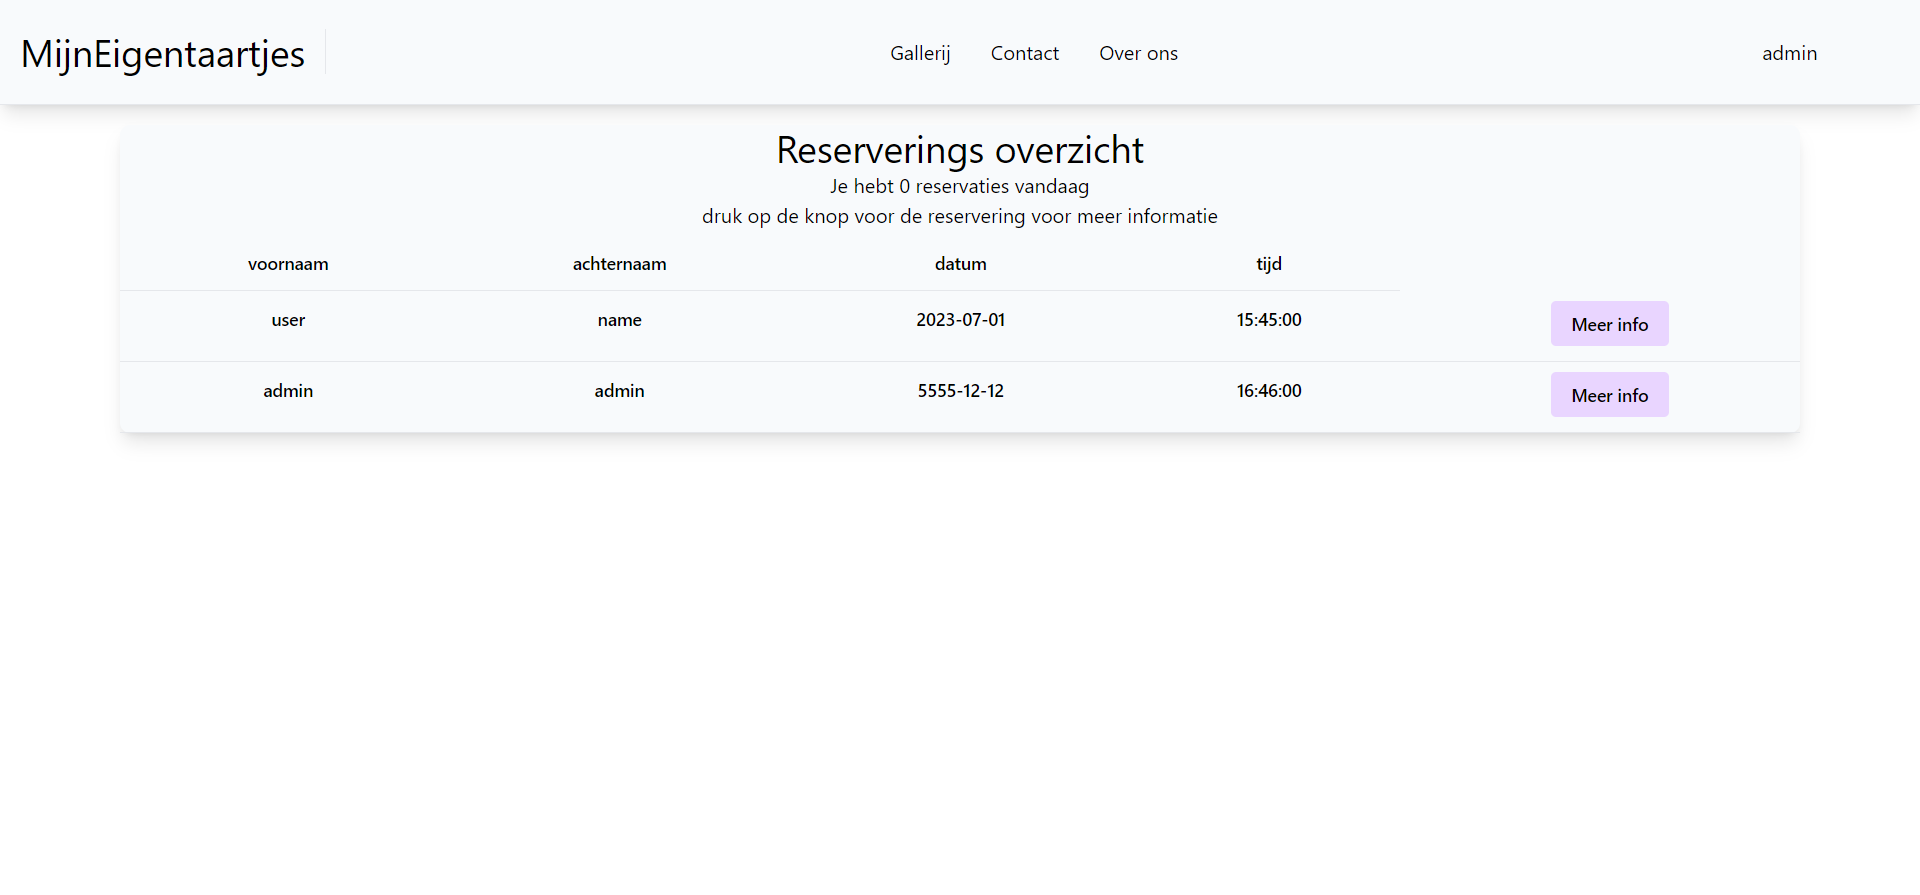 MijnEigentaartjes Gallerij Contact Over ons admin
Reserverings overzicht
Je hebt 0 reservaties vandaag
druk op de knop voor de reservering voor meer informatie
voornaam achternaam datum tijd
user name 2023-07-01 15:45:00 Meer info
admin admin 5555-12-12 16:46:00 Meer info